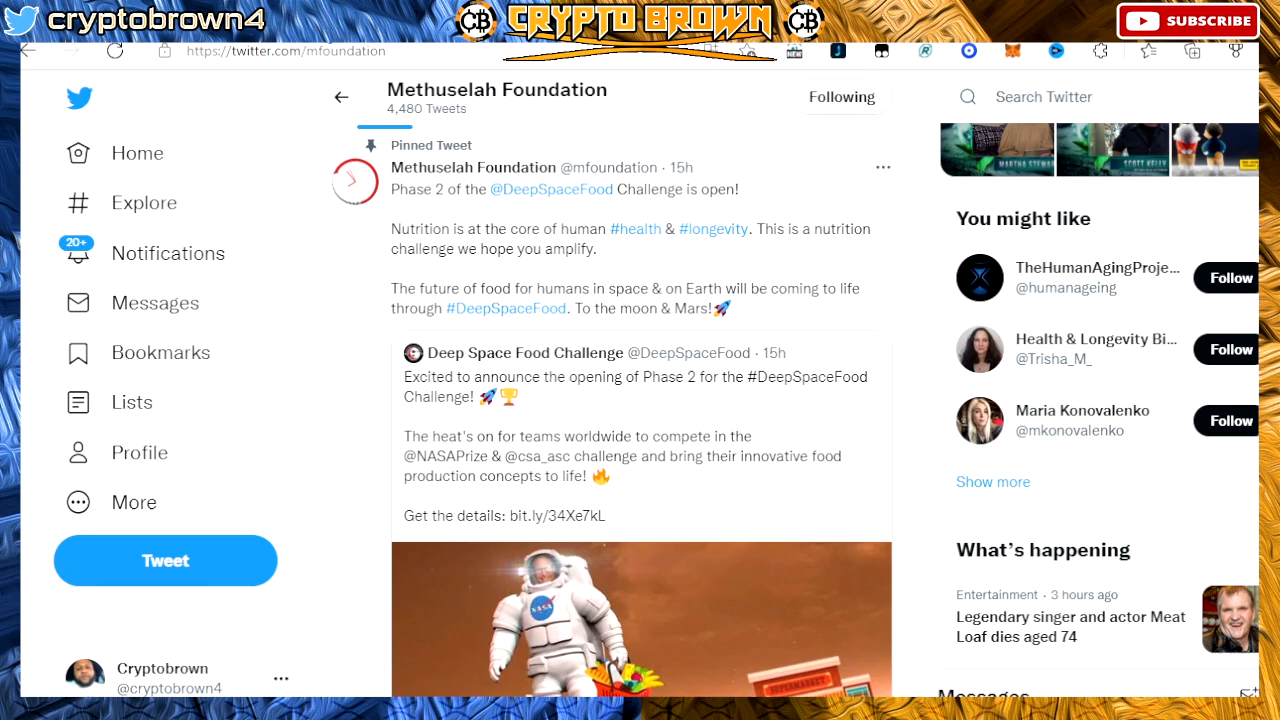 cryptobrown4
CB
CRYPTO BROWN
CB
SUBSCRIBE
https://twitter.com/mfoundation
NEW
Methuselah Foundation
4,480 Tweets
Following
Search Twitter
Home
Explore
20+
Notifications
Messages
Bookmarks
Lists
Profile
More
Tweet
Cryptobrown
@cryptobrown4
Pinned Tweet
Methuselah Foundation @mfoundation · 15h
Phase 2 of the @DeepSpaceFood Challenge is open!
Nutrition is at the core of human #health & #longevity. This is a nutrition
challenge we hope you amplify.
The future of food for humans in space & on Earth will be coming to life
through #DeepSpaceFood. To the moon & Mars!🚀
Deep Space Food Challenge @DeepSpaceFood · 15h
Excited to announce the opening of Phase 2 for the #DeepSpaceFood
Challenge! 🚀🏆
The heat's on for teams worldwide to compete in the
@NASAPrize & @csa_asc challenge and bring their innovative food
production concepts to life! 🔥
Get the details: bit.ly/34Xe7kL
NASA
SUPERMARKET
MARTHA STEWAR
SCOTT KELLY
You might like
TheHumanAgingProje...
@humanageing
Follow
Health & Longevity Bi...
@Trisha_M_
Follow
Maria Konovalenko
@mkonovalenko
Follow
Show more
What's happening
Entertainment · 3 hours ago
Legendary singer and actor Meat
Loaf dies aged 74
Messages